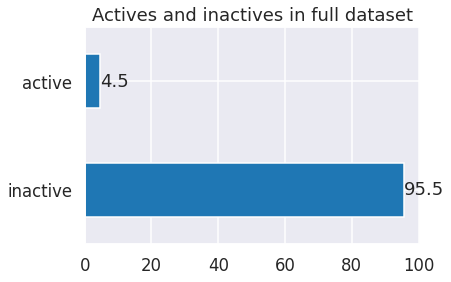 Actives and inactives in full dataset
active
4.5
inactive
95.5
0 20 40 60 80 100